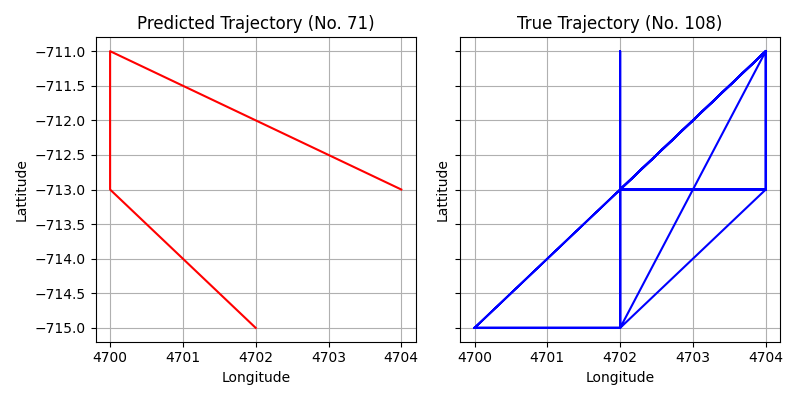 Predicted Trajectory (No. 71)
True Trajectory (No. 108)
−711.0
−711.5
−712.0
−712.5
−713.0
−713.5
−714.0
−714.5
−715.0
Lattitude
Lattitude
4700 4701 4702 4703 4704
4700 4701 4702 4703 4704
Longitude
Longitude